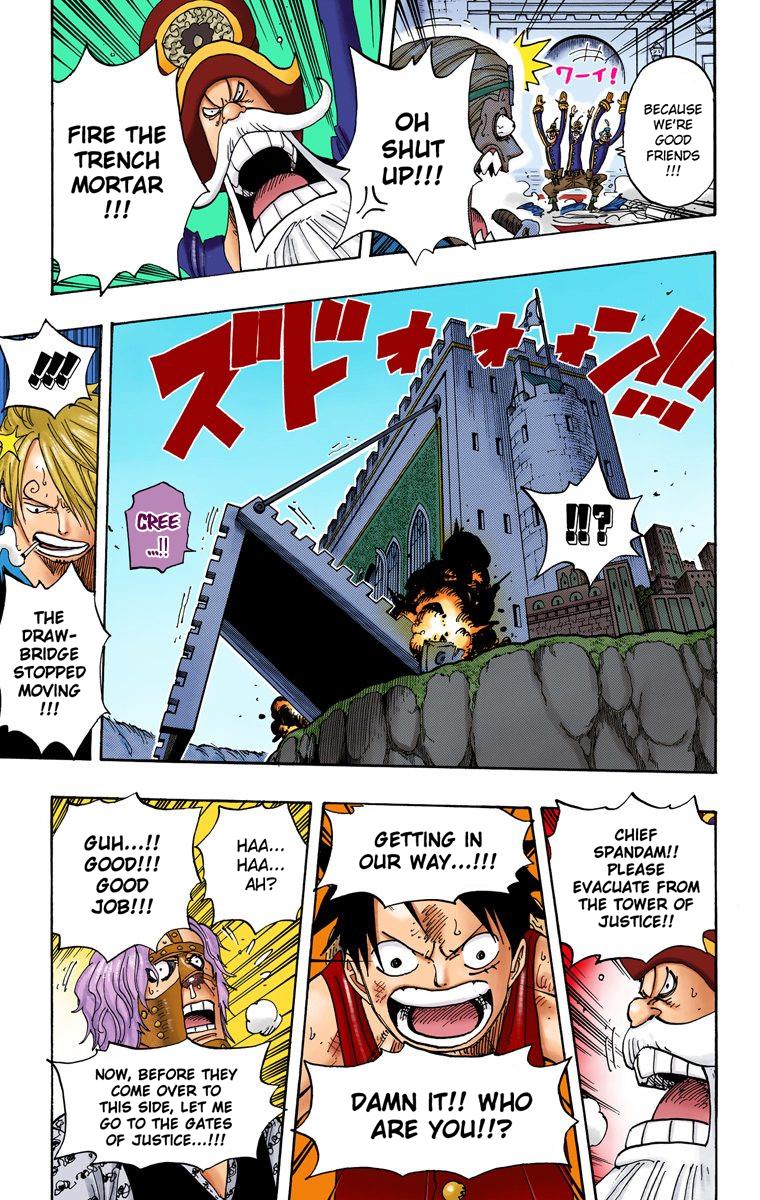 BECAUSE
WE'RE
GOOD
FRIENDS
!!!
ワーイ!
OH
SHUT
UP!!!
FIRE THE
TRENCH
MORTAR
!!!
ズドォォォン!!!
!!?
CREE
...!!
!!!
THE
DRAW-
BRIDGE
STOPPED
MOVING
!!!
CHIEF
SPANDAM!!
PLEASE
EVACUATE FROM
THE TOWER OF
JUSTICE!!
GETTING IN
OUR WAY...!!!
DAMN IT!! WHO
ARE YOU!!?
HAA...
HAA...
AH?
GUH...!!
GOOD!!!
GOOD
JOB!!!
NOW, BEFORE THEY
COME OVER TO
THIS SIDE, LET ME
GO TO THE GATES
OF JUSTICE...!!!